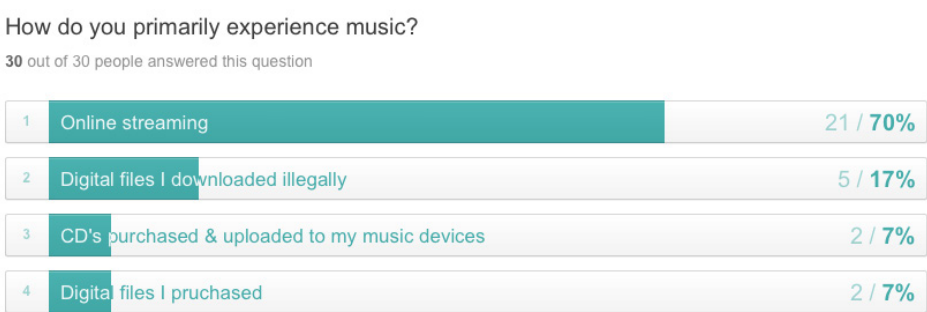 How do you primarily experience music?
30 out of 30 people answered this question
1 Online streaming 21 / 70%
2 Digital files I downloaded illegally 5 / 17%
3 CD's purchased & uploaded to my music devices 2 / 7%
4 Digital files I pruchased 2 / 7%